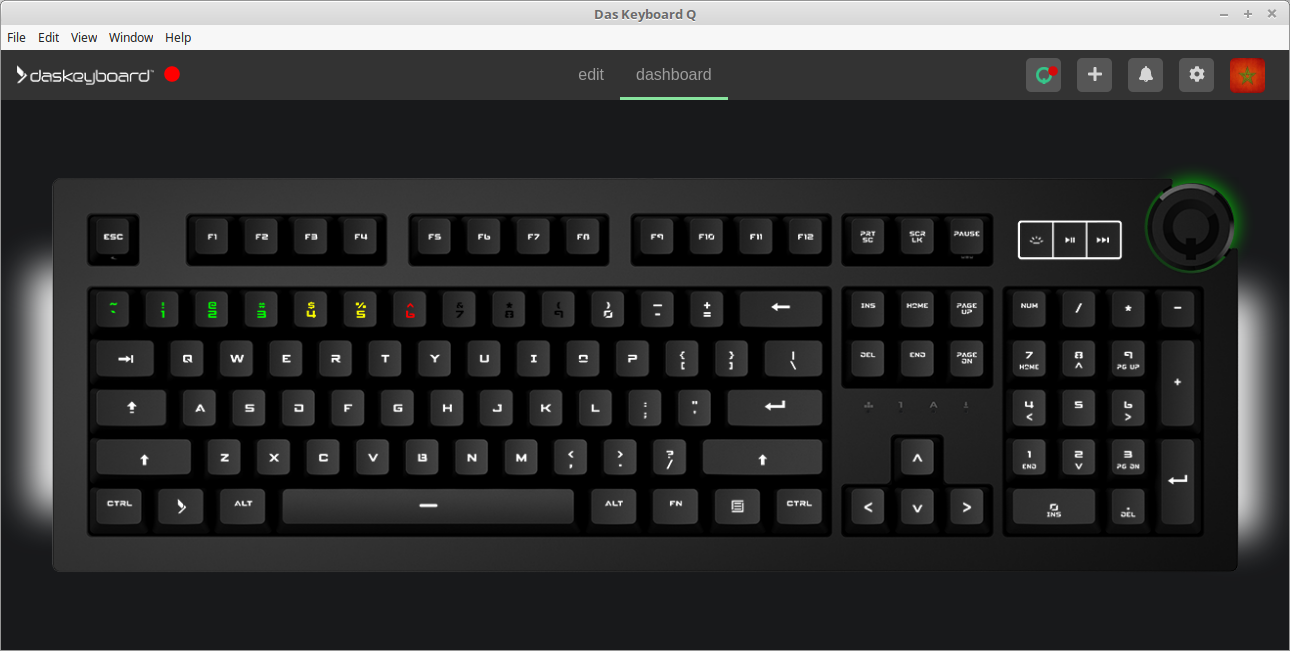 Das Keyboard Q
File Edit View Window Help
daskeyboard™ edit dashboard
ESC F1 F2 F3 F4 F5 F6 F7 F8 F9 F10 F11 F12 PRT SC SCR LK PAUSE
~ ` ! 1 @ 2 # 3 $ 4 % 5 ^ 6 & 7 * 8 ( 9 ) 0 _ - + = INS HOME PAGE UP NUM / * -
Q W E R T Y U I O P { [ } ] | \ DEL END PAGE DN 7 HOME 8 ^ 9 PG UP +
A S D F G H J K L : ; " ' 4 < 5 6 >
Z X C V B N M < , > . ? / ^ 1 END 2 v 3 PG DN
CTRL ALT ALT FN CTRL < v > 0 INS . DEL